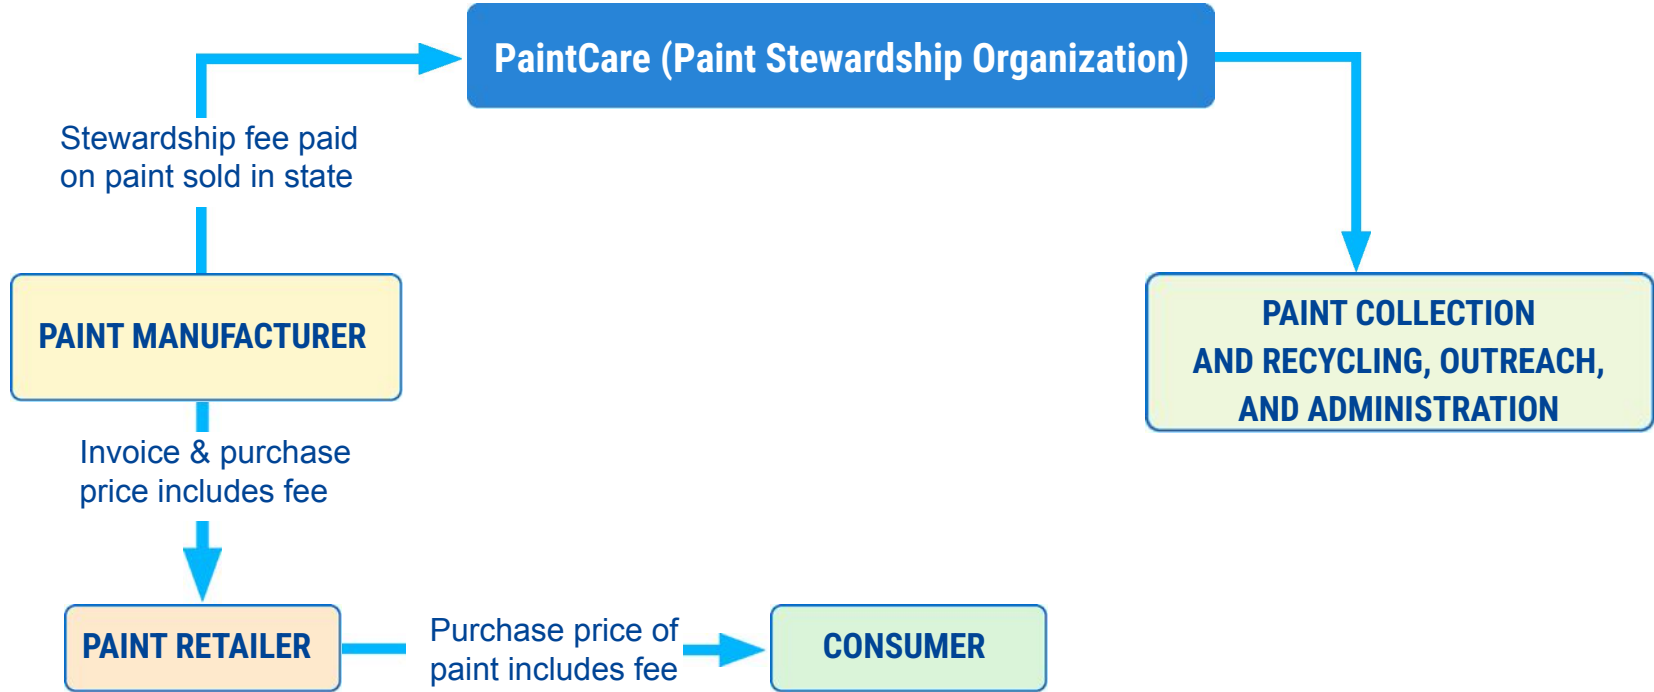 PaintCare (Paint Stewardship Organization)
Stewardship fee paid
on paint sold in state
PAINT MANUFACTURER
PAINT COLLECTION
AND RECYCLING, OUTREACH,
AND ADMINISTRATION
Invoice & purchase
price includes fee
PAINT RETAILER
Purchase price of
paint includes fee
CONSUMER